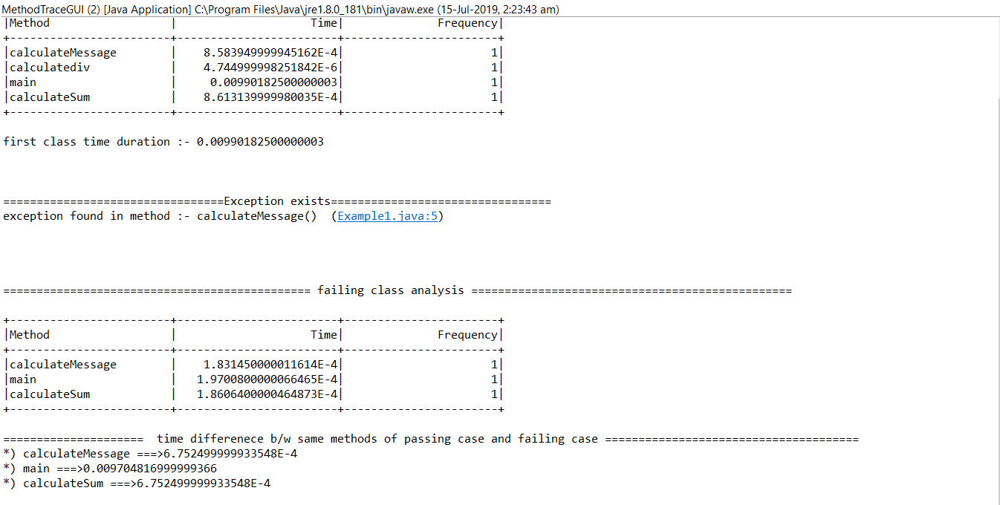 MethodTraceGUI (2) [Java Application] C:\Program Files\Java\jre1.8.0_181\bin\javaw.exe (15-Jul-2019, 2:23:43 am)
|Method                  |                    Time|              Frequency|
+------------------------+------------------------+-----------------------+
|calculateMessage        |    8.583949999945162E-4|                      1|
|calculatediv            |    4.744999998251842E-6|                      1|
|main                    |     0.00990182500000003|                      1|
|calculateSum            |    8.613139999980035E-4|                      1|
+------------------------+------------------------+-----------------------+
first class time duration :- 0.00990182500000003
=================================Exception exists=================================
exception found in method :- calculateMessage()  (Example1.java:5)
============================================== failing class analysis ================================================
+------------------------+------------------------+-----------------------+
|Method                  |                    Time|              Frequency|
+------------------------+------------------------+-----------------------+
|calculateMessage        |    1.831450000011614E-4|                      1|
|main                    |   1.9700800000066465E-4|                      1|
|calculateSum            |   1.8606400000464873E-4|                      1|
+------------------------+------------------------+-----------------------+
=====================  time differenece b/w same methods of passing case and failing case ======================================
*) calculateMessage ===>6.752499999933548E-4
*) main ===>0.009704816999999366
*) calculateSum ===>6.752499999933548E-4